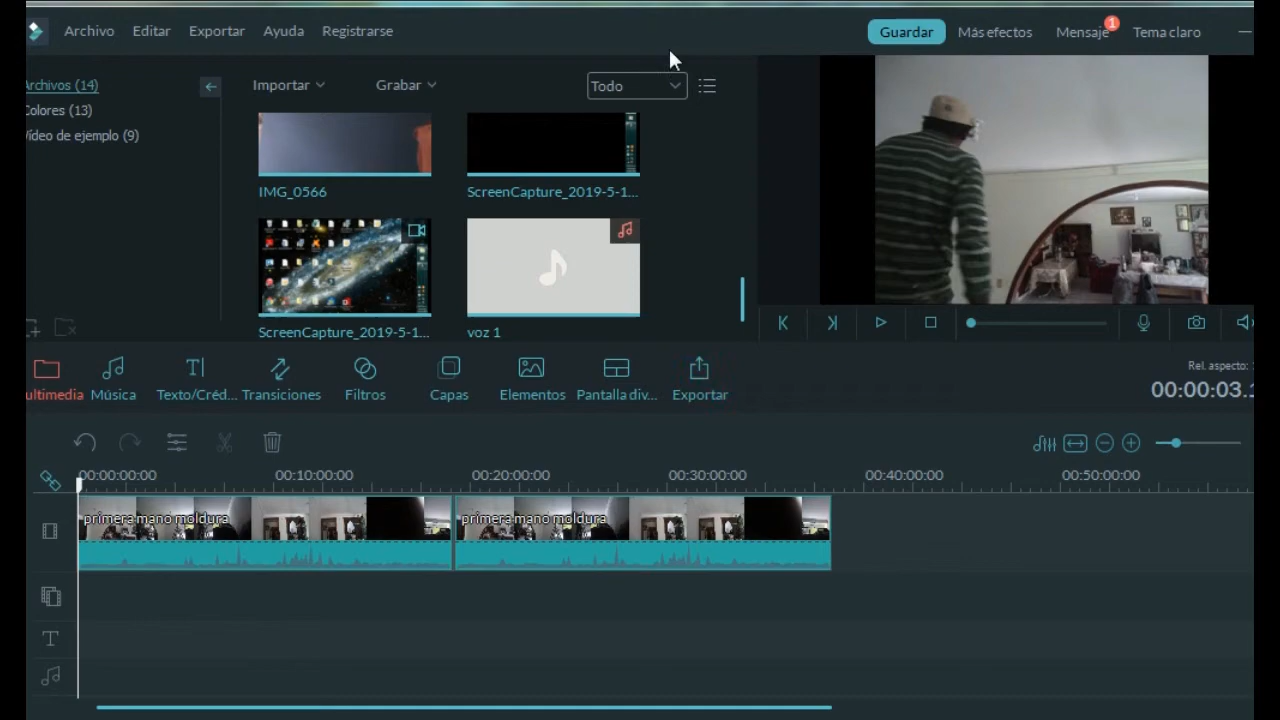 Archivo Editar Exportar Ayuda Registrarse Guardar Más efectos Mensaje 1 Tema claro
Archivos (14)
Colores (13)
Vídeo de ejemplo (9)
Importar Grabar Todo
IMG_0566 ScreenCapture_2019-5-1...
ScreenCapture_2019-5-1... voz 1
ultimedia Música Texto/Créd... Transiciones Filtros Capas Elementos Pantalla div... Exportar
Rel. aspecto:
00:00:03.
00:00:00:00 00:10:00:00 00:20:00:00 00:30:00:00 00:40:00:00 00:50:00:00
primera mano moldura primera mano moldura
T